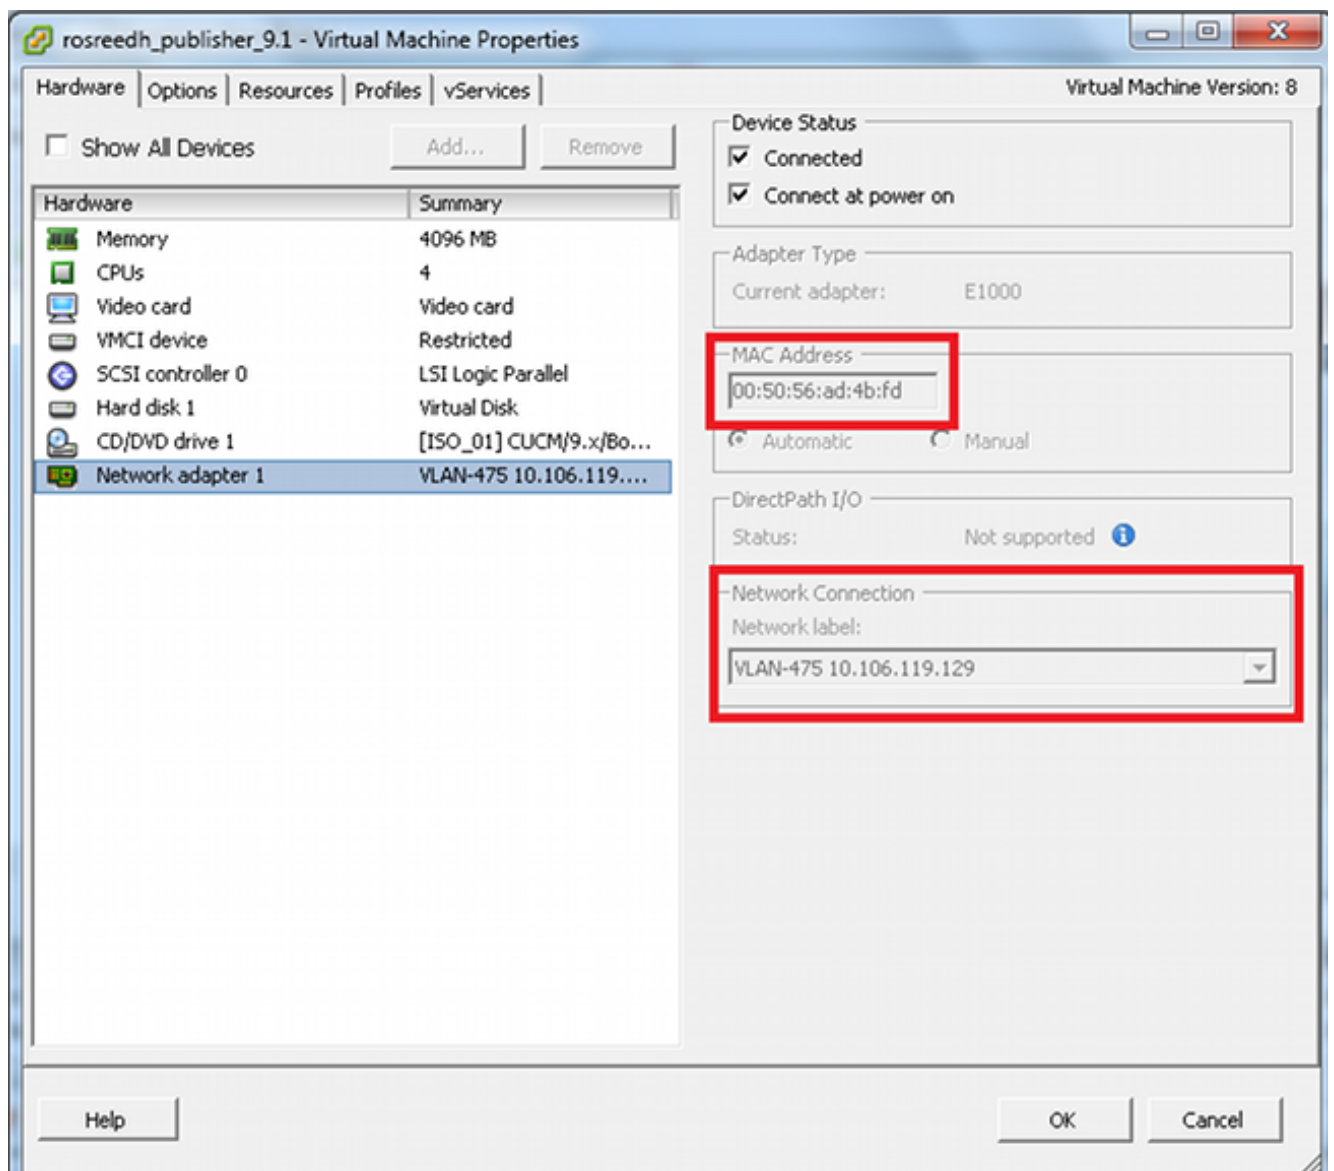 rosreedh_publisher_9.1 - Virtual Machine Properties
Hardware Options Resources Profiles vServices Virtual Machine Version: 8
Show All Devices Add... Remove
Hardware Summary
Memory 4096 MB
CPUs 4
Video card Video card
VMCI device Restricted
SCSI controller 0 LSI Logic Parallel
Hard disk 1 Virtual Disk
CD/DVD drive 1 [ISO_01] CUCM/9.x/Bo...
Network adapter 1 VLAN-475 10.106.119....
Device Status
Connected
Connect at power on
Adapter Type
Current adapter: E1000
MAC Address
00:50:56:ad:4b:fd
Automatic Manual
DirectPath I/O
Status: Not supported
Network Connection
Network label:
VLAN-475 10.106.119.129
Help OK Cancel